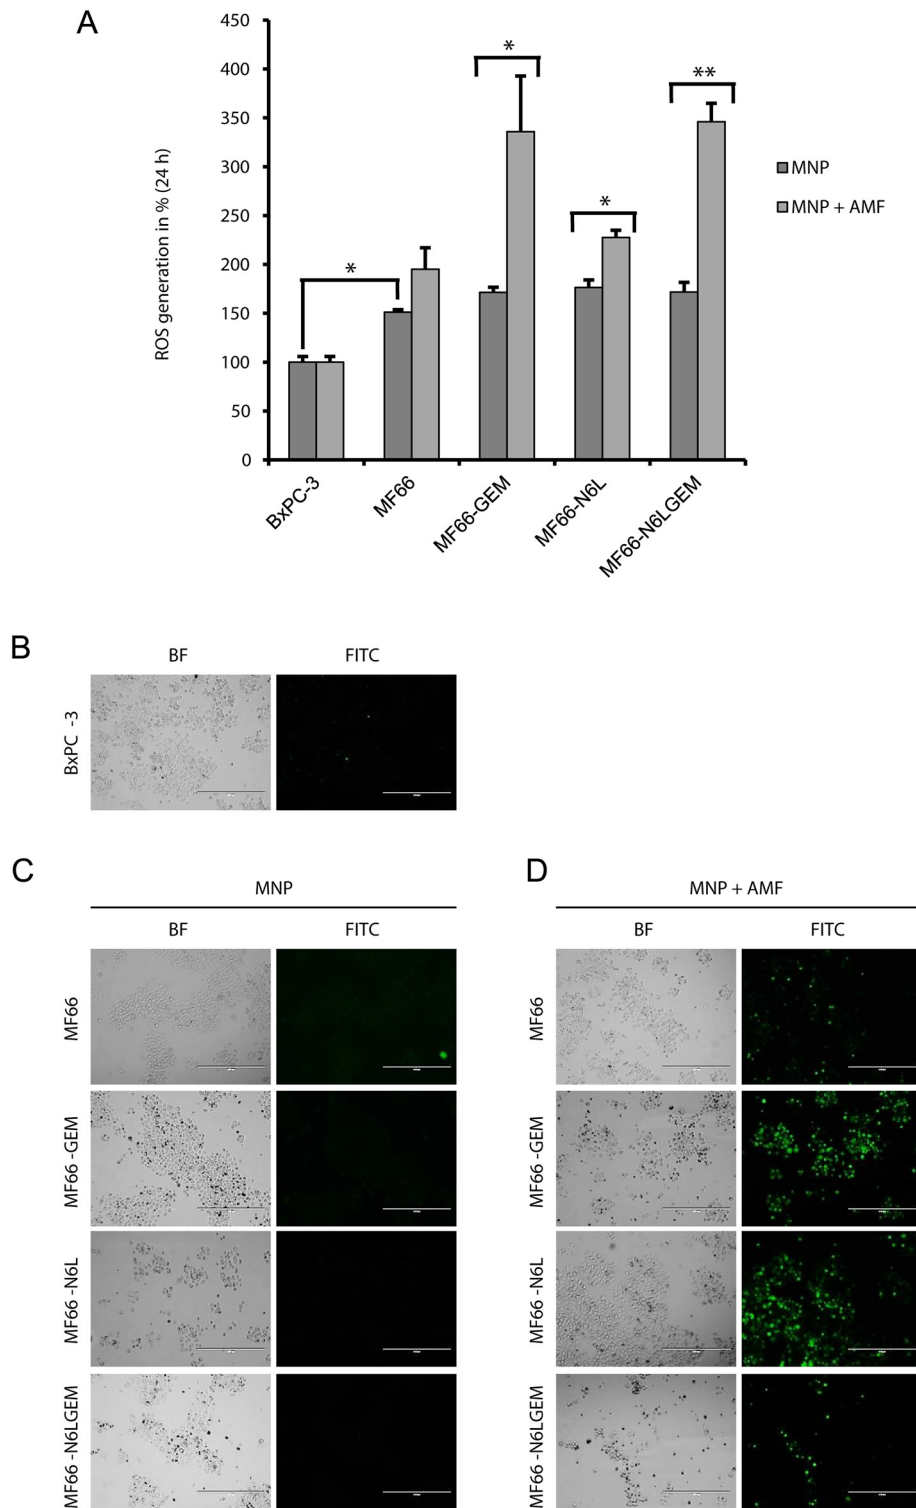 A
450
400
350
300
250
200
150
100
50
0
ROS generation in % (24 h)
*
*
*
**
MNP
MNP + AMF
BxPC-3
MF66
MF66-GEM
MF66-N6L
MF66-N6LGEM
B
BF FITC
BxPC -3
C
MNP
BF FITC
MF66
MF66 -GEM
MF66 -N6L
MF66 -N6LGEM
D
MNP + AMF
BF FITC
MF66
MF66 -GEM
MF66 -N6L
MF66 -N6LGEM